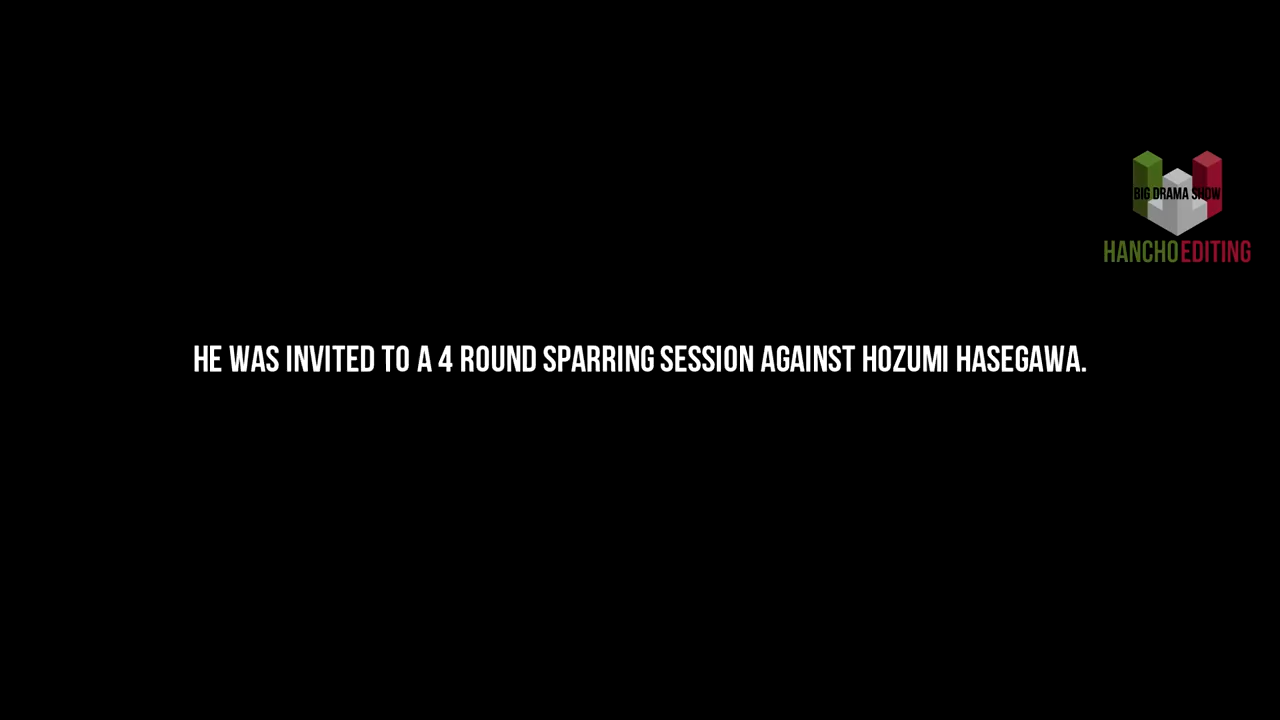 BIG DRAMA SHOW
HANCHOEDITING
HE WAS INVITED TO A 4 ROUND SPARRING SESSION AGAINST HOZUMI HASEGAWA.